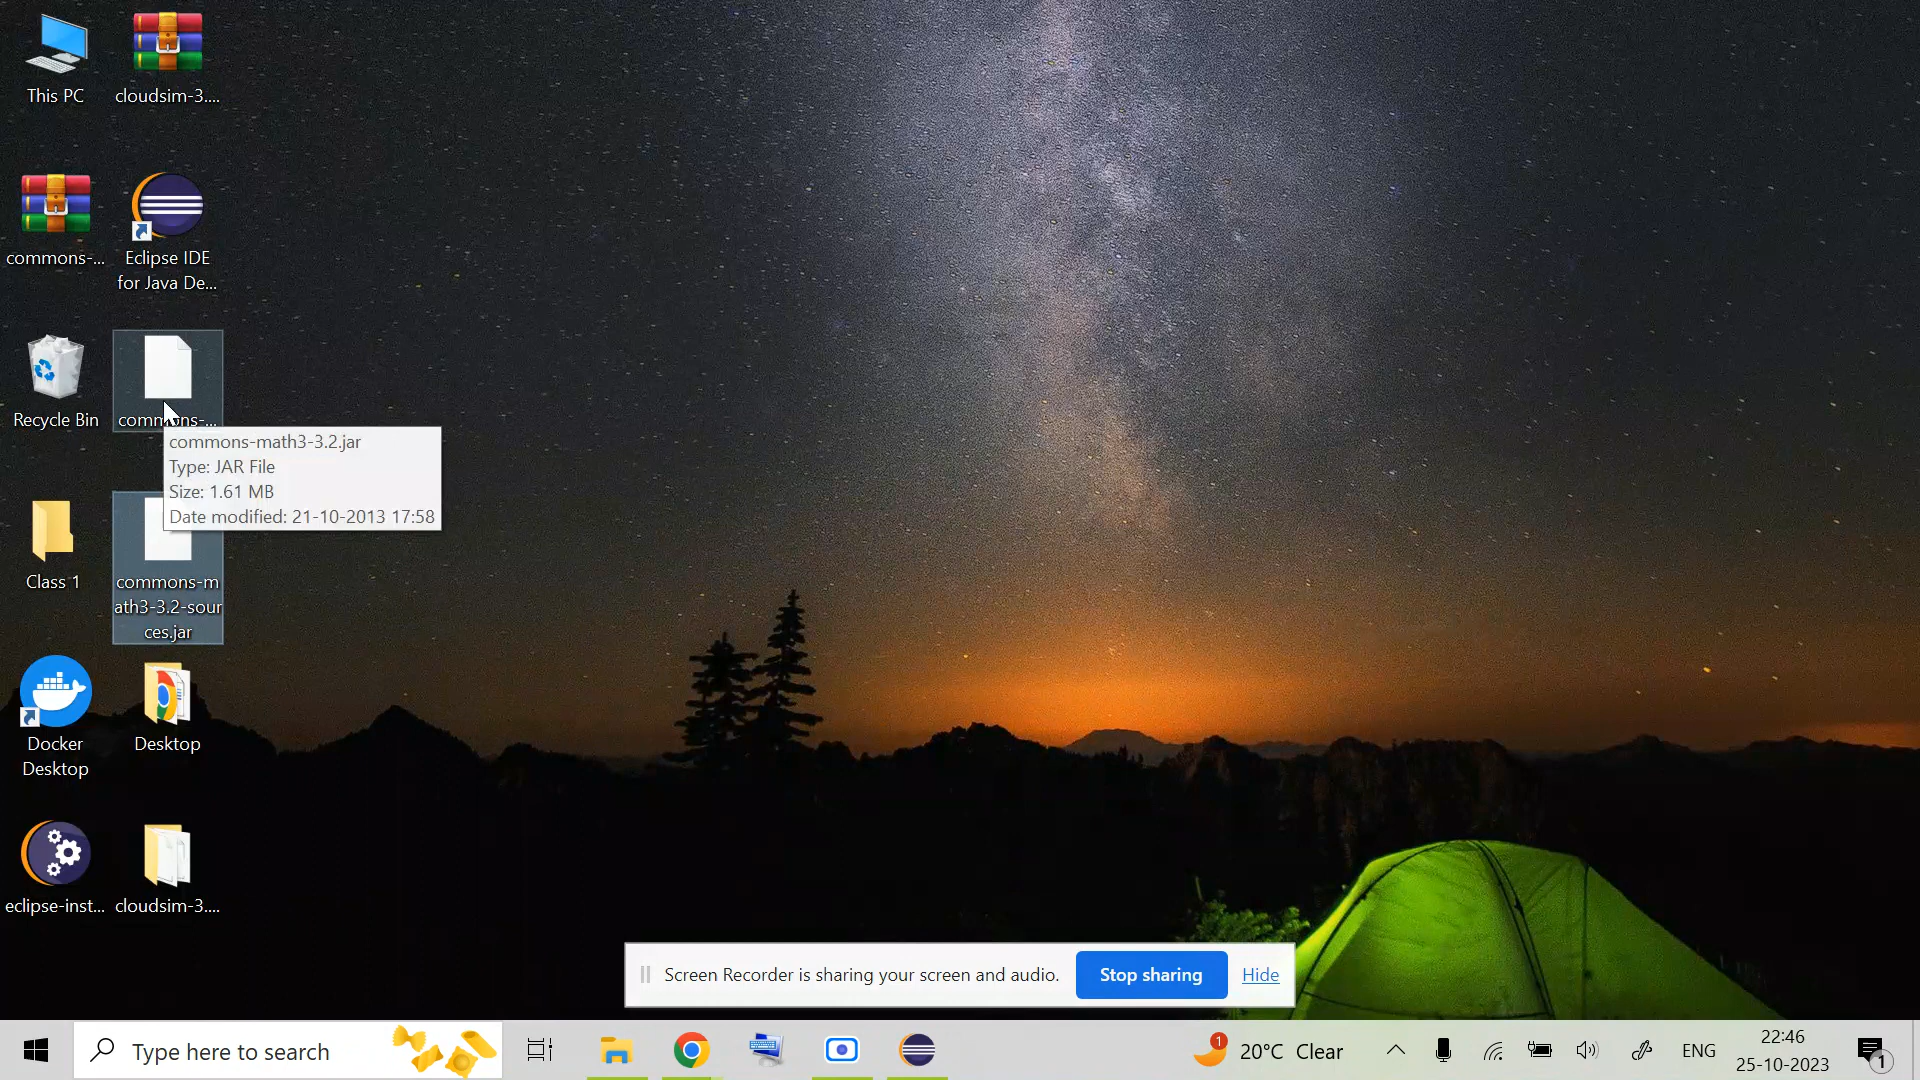 This PC
cloudsim-3....
commons-...
Eclipse IDE
for Java De...
Recycle Bin
commons-...
commons-math3-3.2.jar
Type: JAR File
Size: 1.61 MB
Date modified: 21-10-2013 17:58
Class 1
commons-m
ath3-3.2-sour
ces.jar
Docker
Desktop
Desktop
eclipse-inst...
cloudsim-3....
Screen Recorder is sharing your screen and audio.
Stop sharing
Hide
Type here to search
1
20°C Clear
ENG
22:46
25-10-2023
1